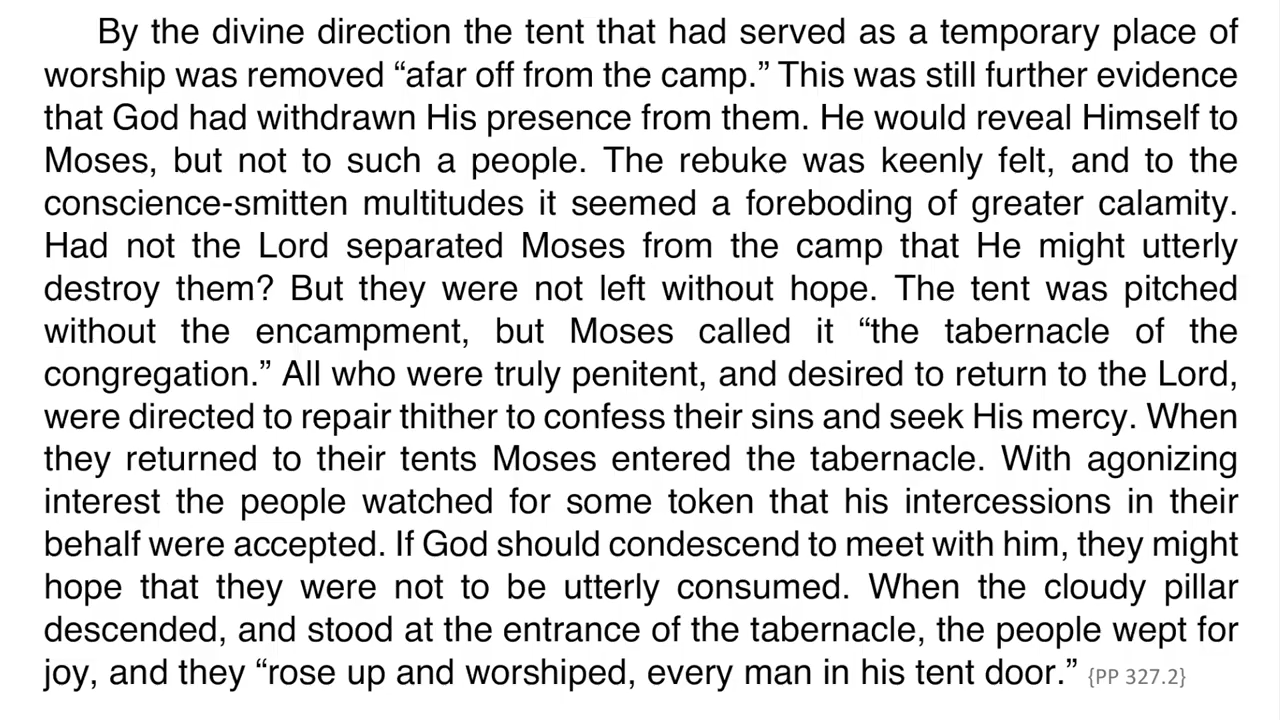 By the divine direction the tent that had served as a temporary place of
worship was removed “afar off from the camp.” This was still further evidence
that God had withdrawn His presence from them. He would reveal Himself to
Moses, but not to such a people. The rebuke was keenly felt, and to the
conscience-smitten multitudes it seemed a foreboding of greater calamity.
Had not the Lord separated Moses from the camp that He might utterly
destroy them? But they were not left without hope. The tent was pitched
without the encampment, but Moses called it “the tabernacle of the
congregation.” All who were truly penitent, and desired to return to the Lord,
were directed to repair thither to confess their sins and seek His mercy. When
they returned to their tents Moses entered the tabernacle. With agonizing
interest the people watched for some token that his intercessions in their
behalf were accepted. If God should condescend to meet with him, they might
hope that they were not to be utterly consumed. When the cloudy pillar
descended, and stood at the entrance of the tabernacle, the people wept for
joy, and they “rose up and worshiped, every man in his tent door.” {PP 327.2}